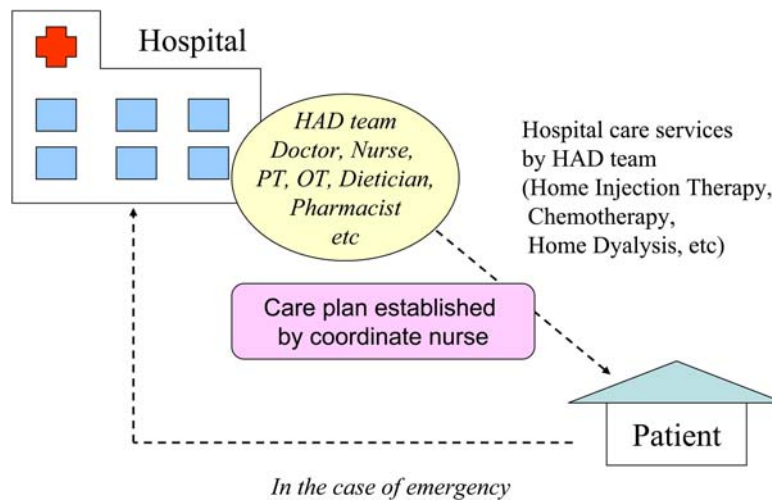 Hospital
HAD team
Doctor, Nurse,
PT, OT, Dietician,
Pharmacist
etc
Hospital care services
by HAD team
(Home Injection Therapy,
Chemotherapy,
Home Dyalysis, etc)
Care plan established
by coordinate nurse
Patient
In the case of emergency